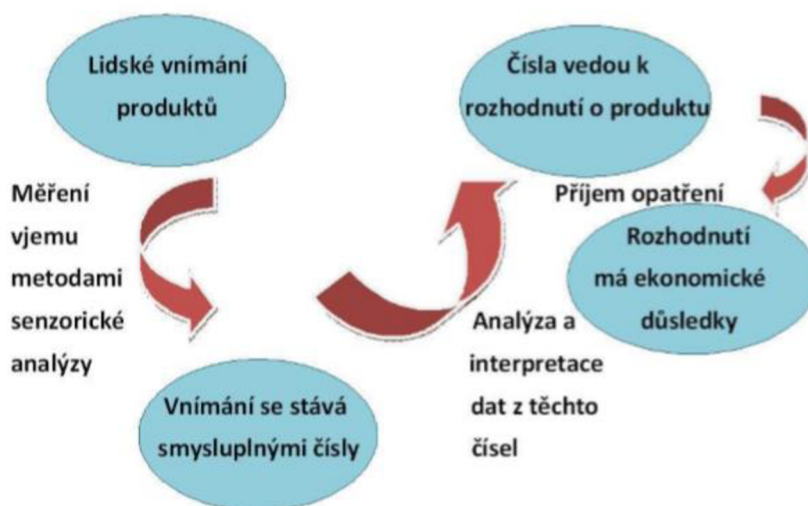 Lidské vnímání
produktů
Měření
vjemu
metodami
senzorické
analýzy
Vnímání se stává
smysluplnými čísly
Analýza a
interpretace
dat z těchto
čísel
Čísla vedou k
rozhodnutí o produktu
Příjem opatření
Rozhodnutí
má ekonomické
důsledky